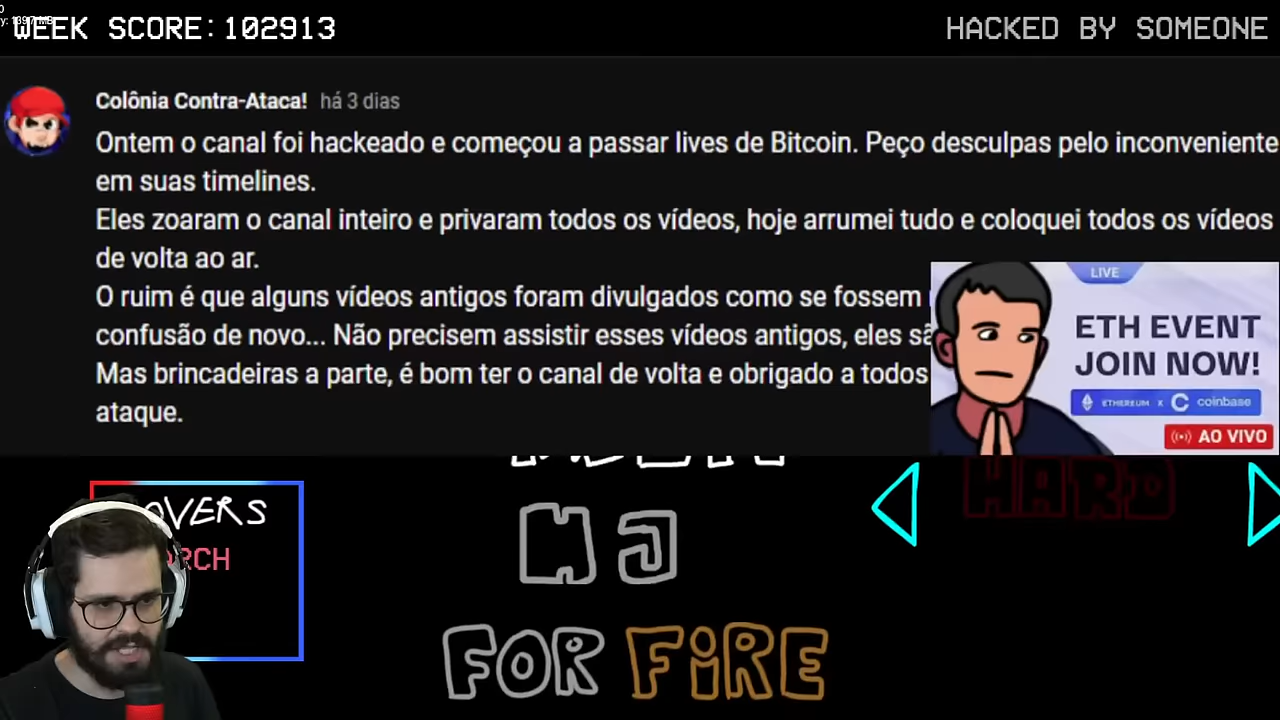 WEEK SCORE:102913
HACKED BY SOMEONE
Colônia Contra-Ataca! há 3 dias
Ontem o canal foi hackeado e começou a passar lives de Bitcoin. Peço desculpas pelo inconveniente
em suas timelines.
Eles zoaram o canal inteiro e privaram todos os vídeos, hoje arrumei tudo e coloquei todos os vídeos
de volta ao ar.
O ruim é que alguns vídeos antigos foram divulgados como se fossem
confusão de novo... Não precisem assistir esses vídeos antigos, eles
Mas brincadeiras a parte, é bom ter o canal de volta e obrigado a todos
ataque.
LIVE
ETH EVENT
JOIN NOW!
ETHEREUM X coinbase
AO VIVO
HARD
FOR FIRE